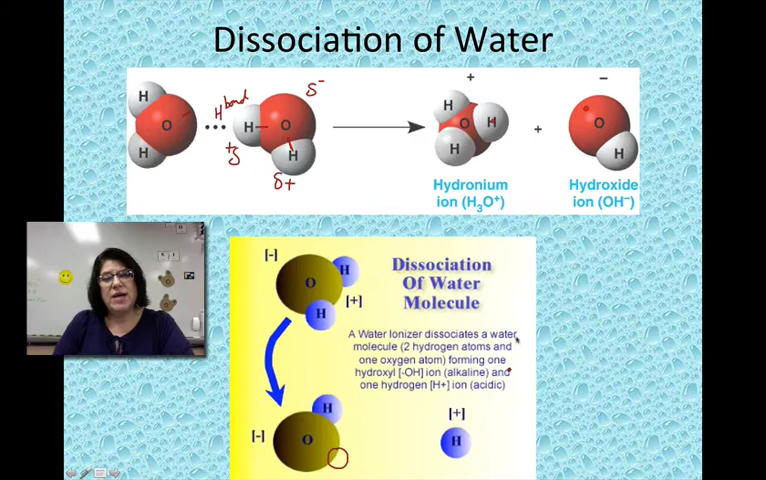 Dissociation of Water
H
O
H
H bond
H
O
H
δ-
+δ
δ+
+
H
O
H
H
Hydronium
ion (H₃O⁺)
+
−
O
H
Hydroxide
ion (OH⁻)
[-]
O
H
H
[+]
Dissociation
Of Water
Molecule
A Water Ionizer dissociates a water
molecule (2 hydrogen atoms and
one oxygen atom) forming one
hydroxyl [-OH] ion (alkaline) and
one hydrogen [H+] ion (acidic)
[-]
O
H
[+]
H